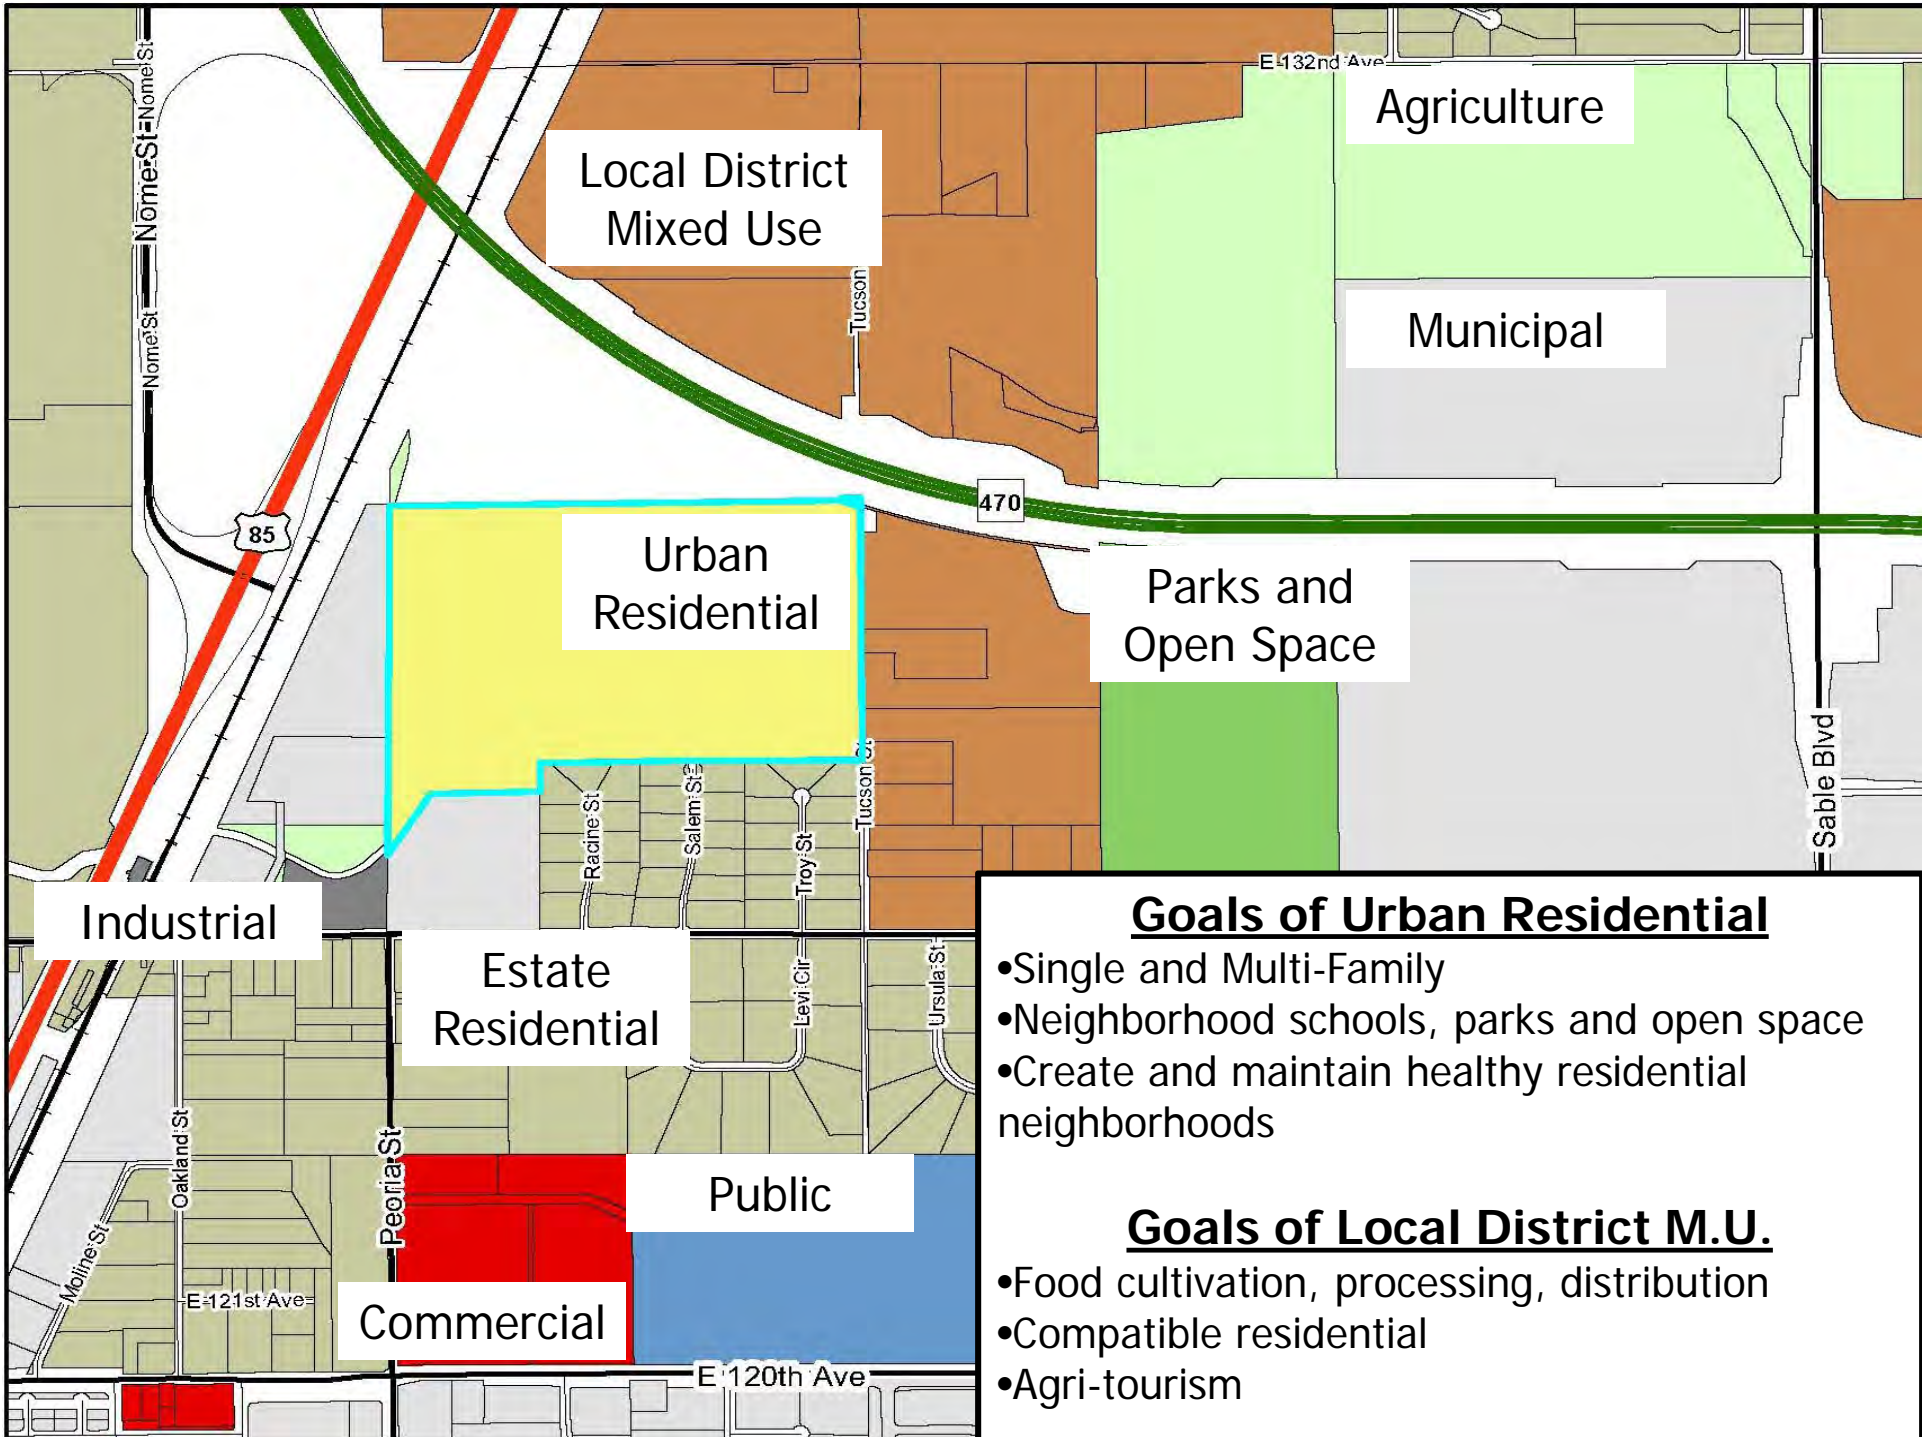 E 132nd Ave
Agriculture
Nome St
Nome St
Nome St
Local District
Mixed Use
Tucson
Municipal
470
85
Urban
Residential
Parks and
Open Space
Sable Blvd
Tucson St
Racine St
Salem St
Troy St
Industrial
Estate
Residential
Levi Cir
Ursula St
Oakland St
Peoria St
Moline St
E 121st Ave
Public
Commercial
E 120th Ave
Goals of Urban Residential
•Single and Multi-Family
•Neighborhood schools, parks and open space
•Create and maintain healthy residential
neighborhoods
Goals of Local District M.U.
•Food cultivation, processing, distribution
•Compatible residential
•Agri-tourism